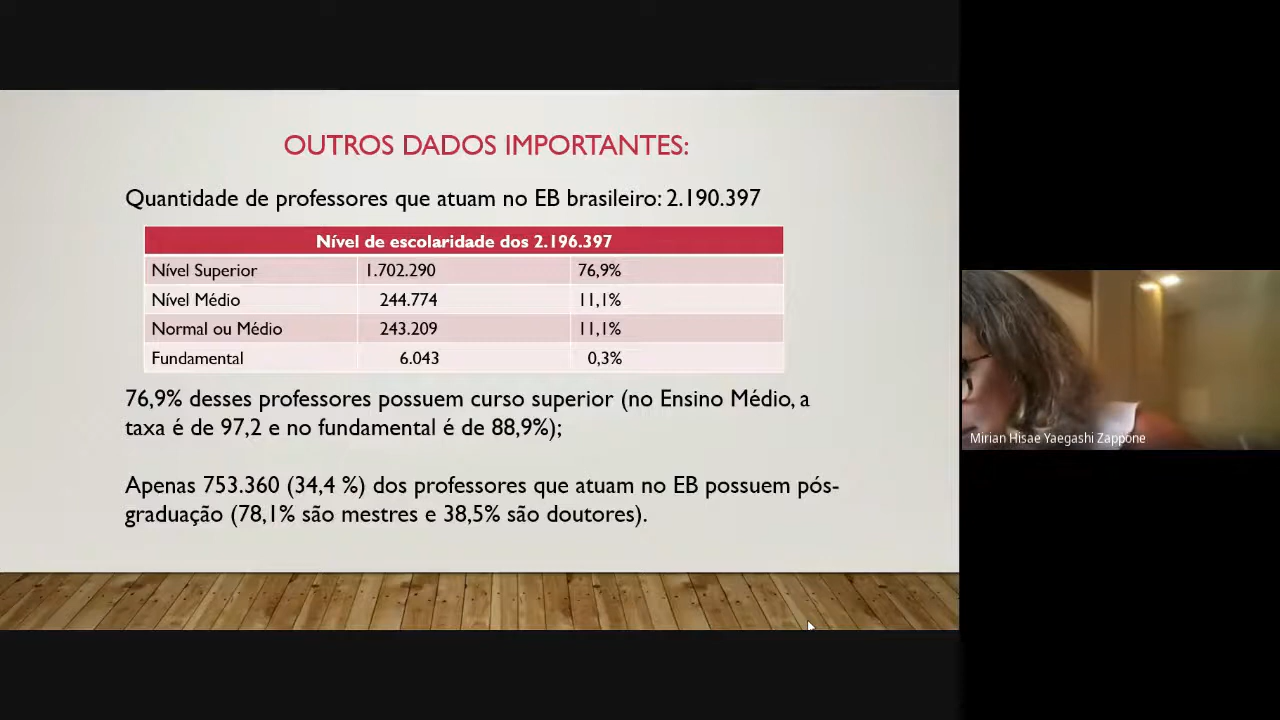 OUTROS DADOS IMPORTANTES:
Quantidade de professores que atuam no EB brasileiro: 2.190.397
Nível de escolaridade dos 2.196.397
Nível Superior 1.702.290 76,9%
Nível Médio 244.774 11,1%
Normal ou Médio 243.209 11,1%
Fundamental 6.043 0,3%
76,9% desses professores possuem curso superior (no Ensino Médio, a
taxa é de 97,2 e no fundamental é de 88,9%);
Apenas 753.360 (34,4 %) dos professores que atuam no EB possuem pós-
graduação (78,1% são mestres e 38,5% são doutores).
Mirian Hisae Yaegashi Zappone